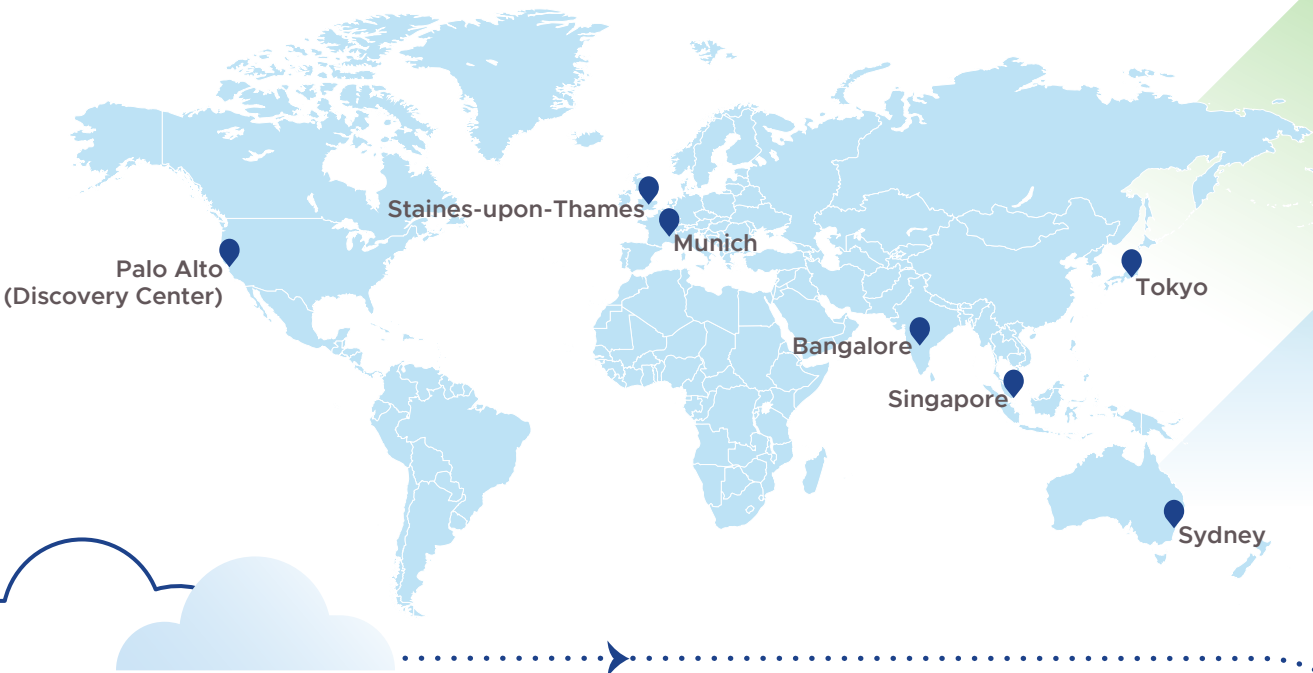 Staines-upon-Thames
Munich
Palo Alto
(Discovery Center)
Tokyo
Bangalore
Singapore
Sydney